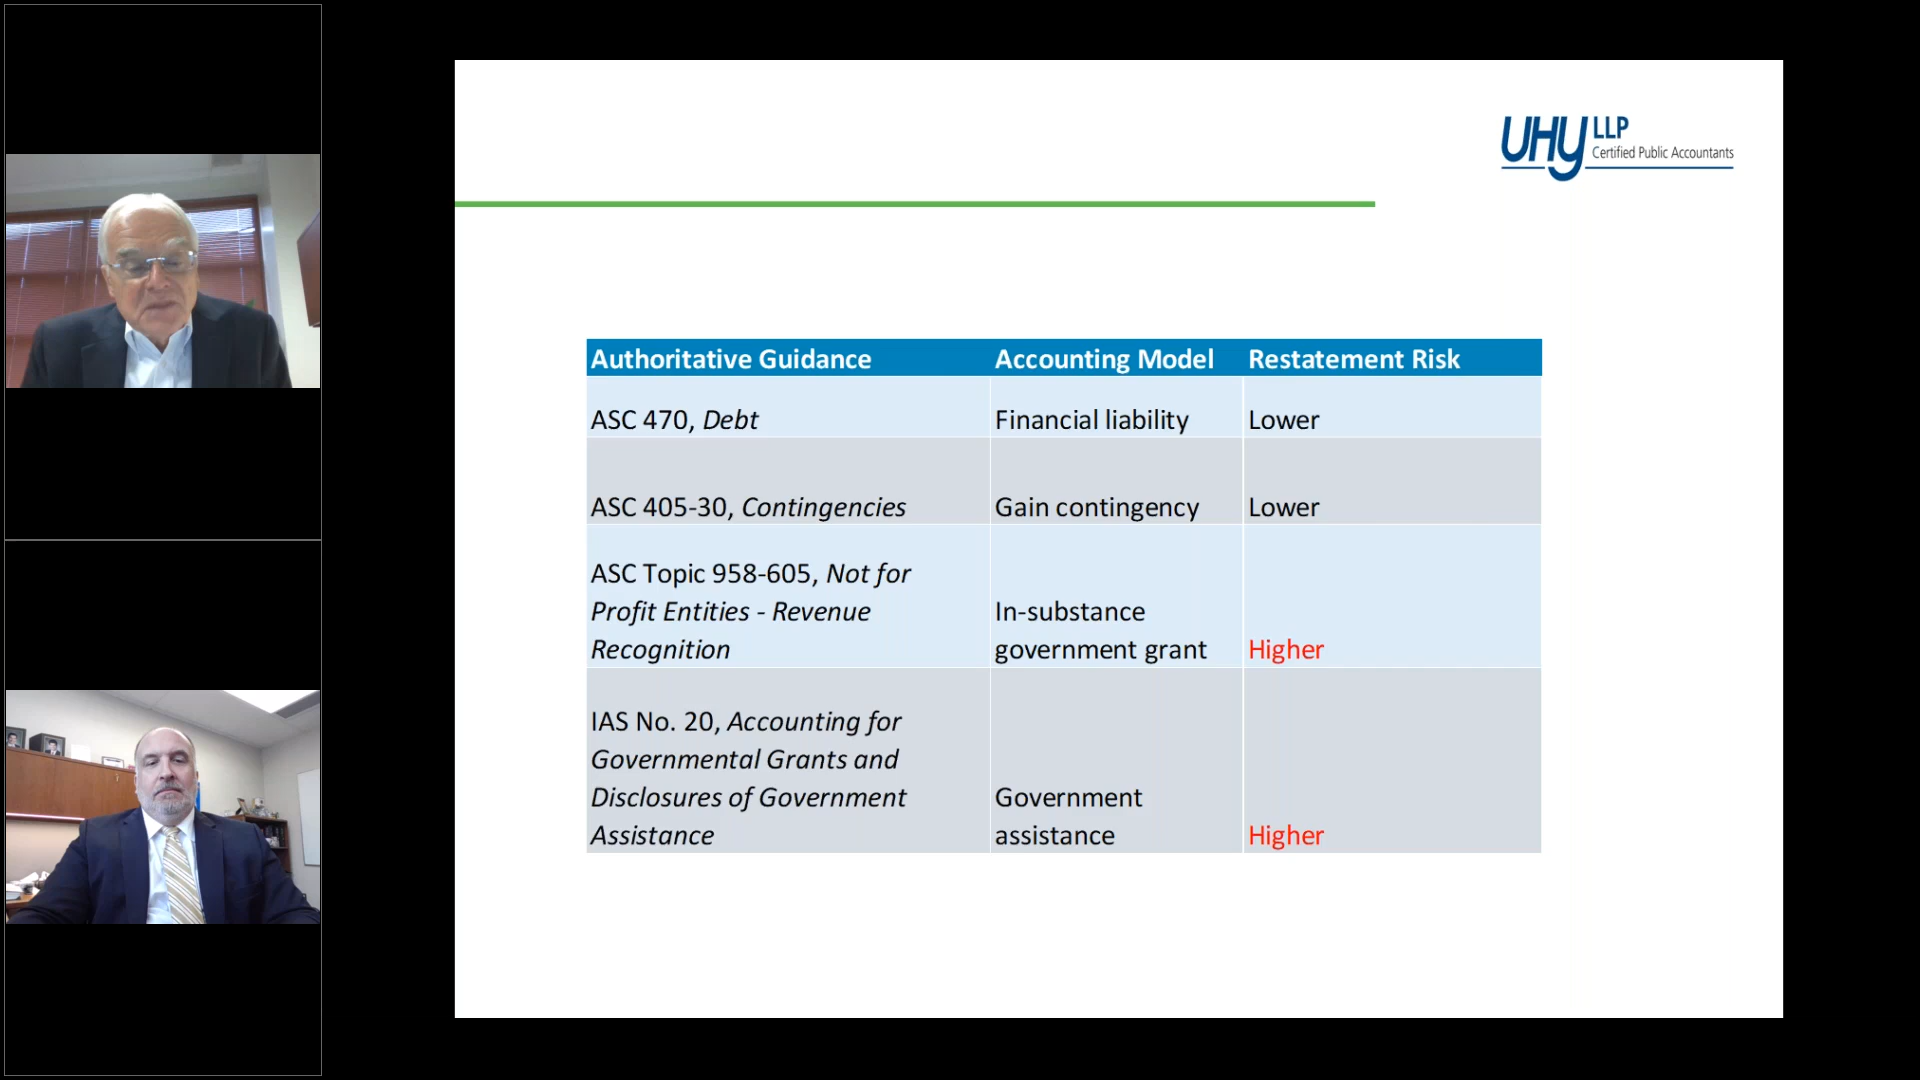 UHY LLP
Certified Public Accountants
Authoritative Guidance Accounting Model Restatement Risk
ASC 470, Debt Financial liability Lower
ASC 405-30, Contingencies Gain contingency Lower
ASC Topic 958-605, Not for
Profit Entities - Revenue
Recognition
In-substance
government grant
Higher
IAS No. 20, Accounting for
Governmental Grants and
Disclosures of Government
Assistance
Government
assistance
Higher